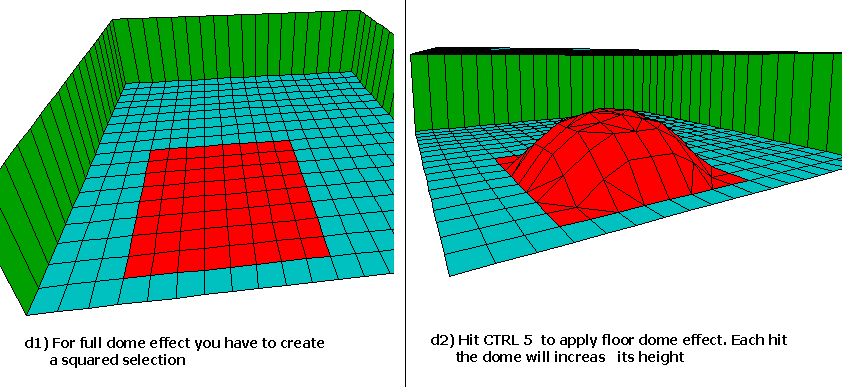 d1) For full dome effect you have to create
a squared selection
d2) Hit CTRL 5 to apply floor dome effect. Each hit
the dome will increas its height